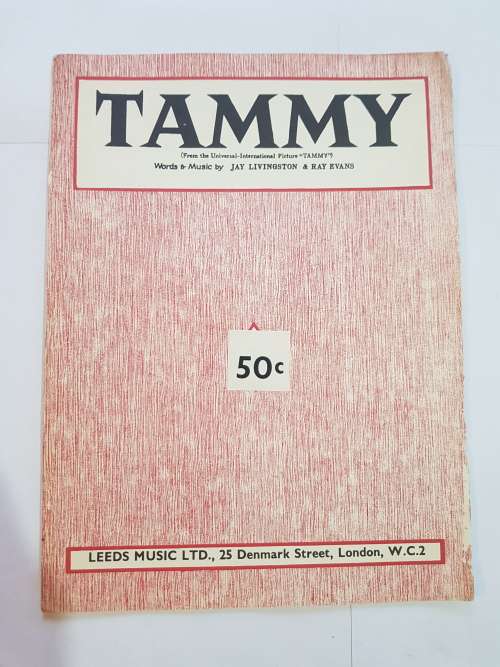 TAMMY
(From the Universal-International Picture "TAMMY")
Words & Music by JAY LIVINGSTON & RAY EVANS
50c
LEEDS MUSIC LTD., 25 Denmark Street, London, W.C.2